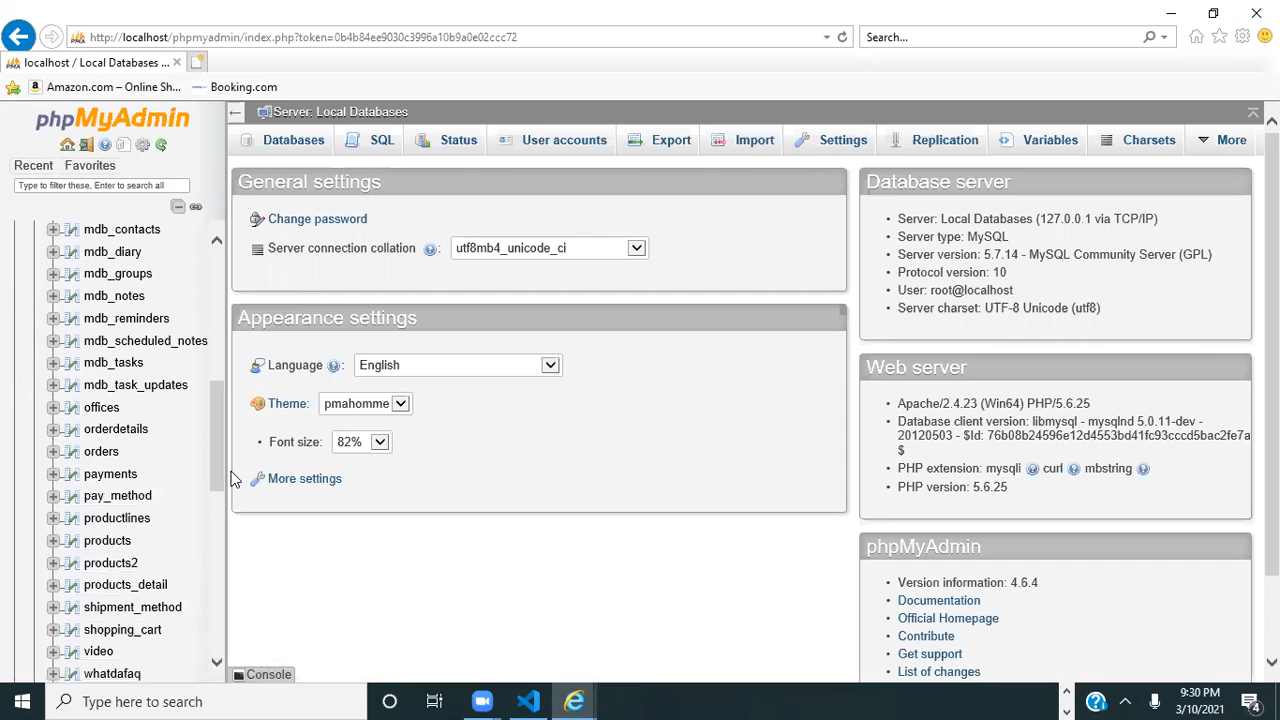 http://localhost/phpmyadmin/index.php?token=0b4b84ee9030c3996a10b9a0e02ccc72
Search...
localhost / Local Databases ...
Amazon.com – Online Sh...
Booking.com
phpMyAdmin
Recent
Favorites
Type to filter these, Enter to search all
mdb_contacts
mdb_diary
mdb_groups
mdb_notes
mdb_reminders
mdb_scheduled_notes
mdb_tasks
mdb_task_updates
offices
orderdetails
orders
payments
pay_method
productlines
products
products2
products_detail
shipment_method
shopping_cart
video
whatdafaq
Server: Local Databases
Databases
SQL
Status
User accounts
Export
Import
Settings
Replication
Variables
Charsets
More
General settings
Change password
Server connection collation
:
utf8mb4_unicode_ci
Appearance settings
Language
:
English
Theme:
pmahomme
• Font size:
82%
More settings
Console
Database server
• Server: Local Databases (127.0.0.1 via TCP/IP)
• Server type: MySQL
• Server version: 5.7.14 - MySQL Community Server (GPL)
• Protocol version: 10
• User: root@localhost
• Server charset: UTF-8 Unicode (utf8)
Web server
• Apache/2.4.23 (Win64) PHP/5.6.25
• Database client version: libmysql - mysqlnd 5.0.11-dev -
20120503 - $Id: 76b08b24596e12d4553bd41fc93cccd5bac2fe7a
$
• PHP extension: mysqli curl mbstring
• PHP version: 5.6.25
phpMyAdmin
• Version information: 4.6.4
• Documentation
• Official Homepage
• Contribute
• Get support
• List of changes
Type here to search
9:30 PM
3/10/2021
4